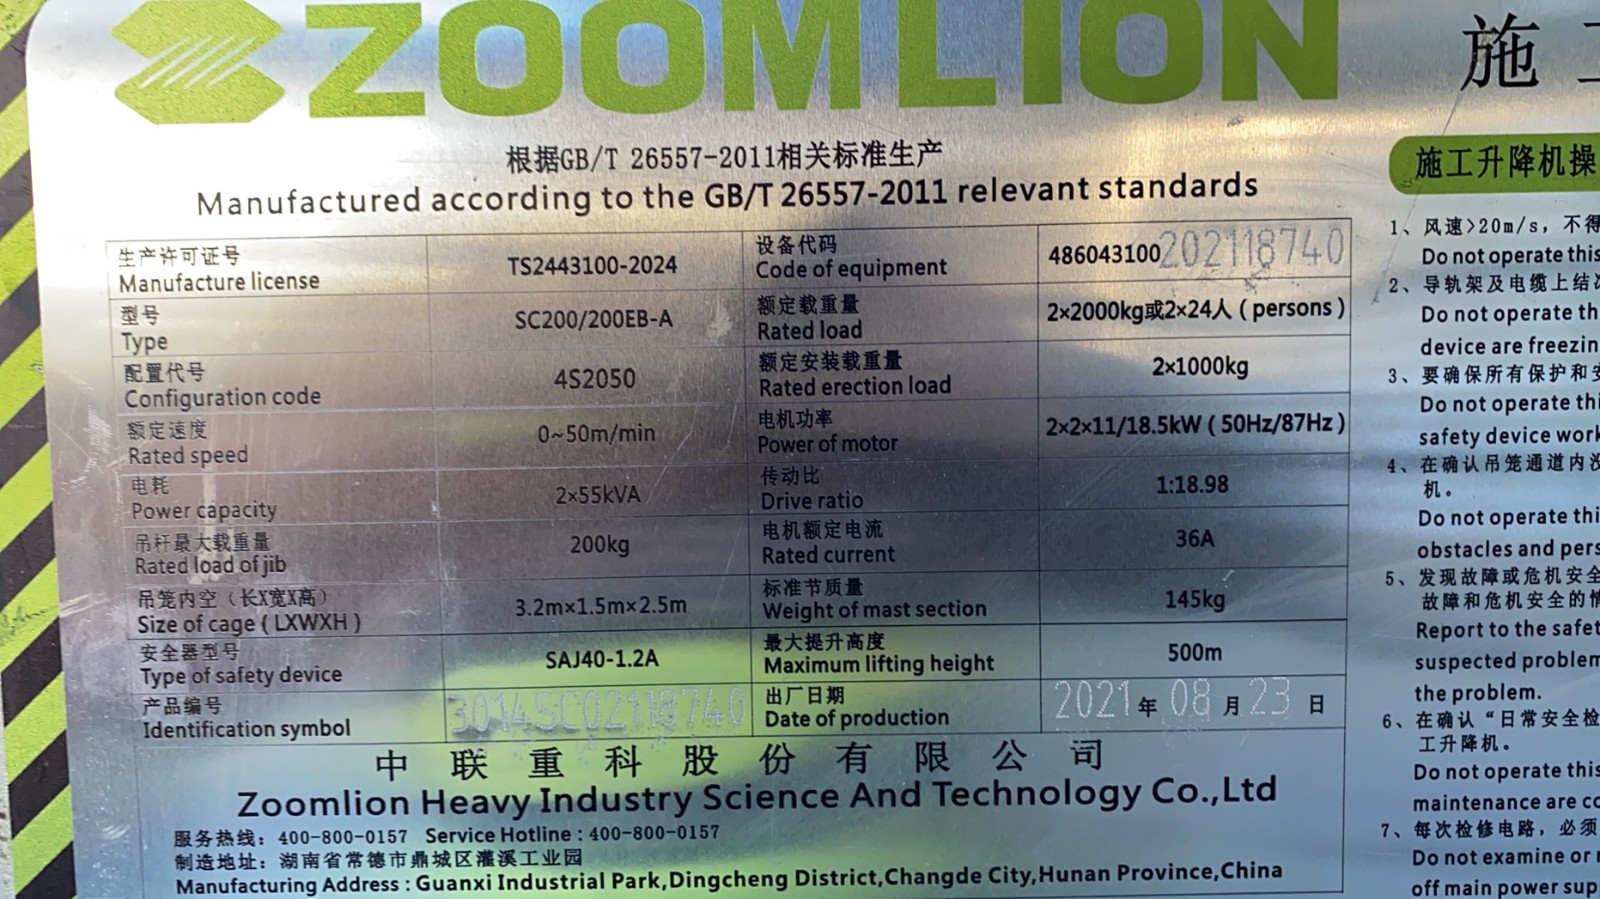 ZOOMLION
根据GB/T 26557-2011相关标准生产
Manufactured according to the GB/T 26557-2011 relevant standards
生产许可证号
Manufacture license
TS2443100-2024
设备代码
Code of equipment
486043100202118740
型号
Type
SC200/200EB-A
额定载重量
Rated load
2×2000kg或2×24人 ( persons )
配置代号
Configuration code
4S2050
额定安装载重量
Rated erection load
2×1000kg
额定速度
Rated speed
0~50m/min
电机功率
Power of motor
2×2×11/18.5kW ( 50Hz/87Hz )
电耗
Power capacity
2×55kVA
传动比
Drive ratio
1:18.98
吊杆最大载重量
Rated load of jib
200kg
电机额定电流
Rated current
36A
吊笼内空（长X宽X高）
Size of cage ( LXWXH )
3.2m×1.5m×2.5m
标准节质量
Weight of mast section
145kg
安全器型号
Type of safety device
SAJ40-1.2A
最大提升高度
Maximum lifting height
500m
产品编号
Identification symbol
3014SC02118740
出厂日期
Date of production
2021 年 08 月 23 日
中联重科股份有限公司
Zoomlion Heavy Industry Science And Technology Co.,Ltd
服务热线：400-800-0157 Service Hotline : 400-800-0157
制造地址：湖南省常德市鼎城区灌溪工业园
Manufacturing Address : Guanxi Industrial Park,Dingcheng District,Changde City,Hunan Province,China
施
施工升降机操
1、风速>20m/s，不得
Do not operate this
2、导轨架及电缆上结
Do not operate th
device are freezin
3、要确保所有保护和
Do not operate thi
safety device work
4、在确认吊笼通道内没
机。
Do not operate thi
obstacles and pers
5、发现故障或危机安全
故障和危机安全的情
Report to the safet
suspected problem
the problem.
6、在确认“日常安全检
工升降机。
Do not operate this
maintenance are co
7、每次检修电路，必须
Do not examine or
off main power sup